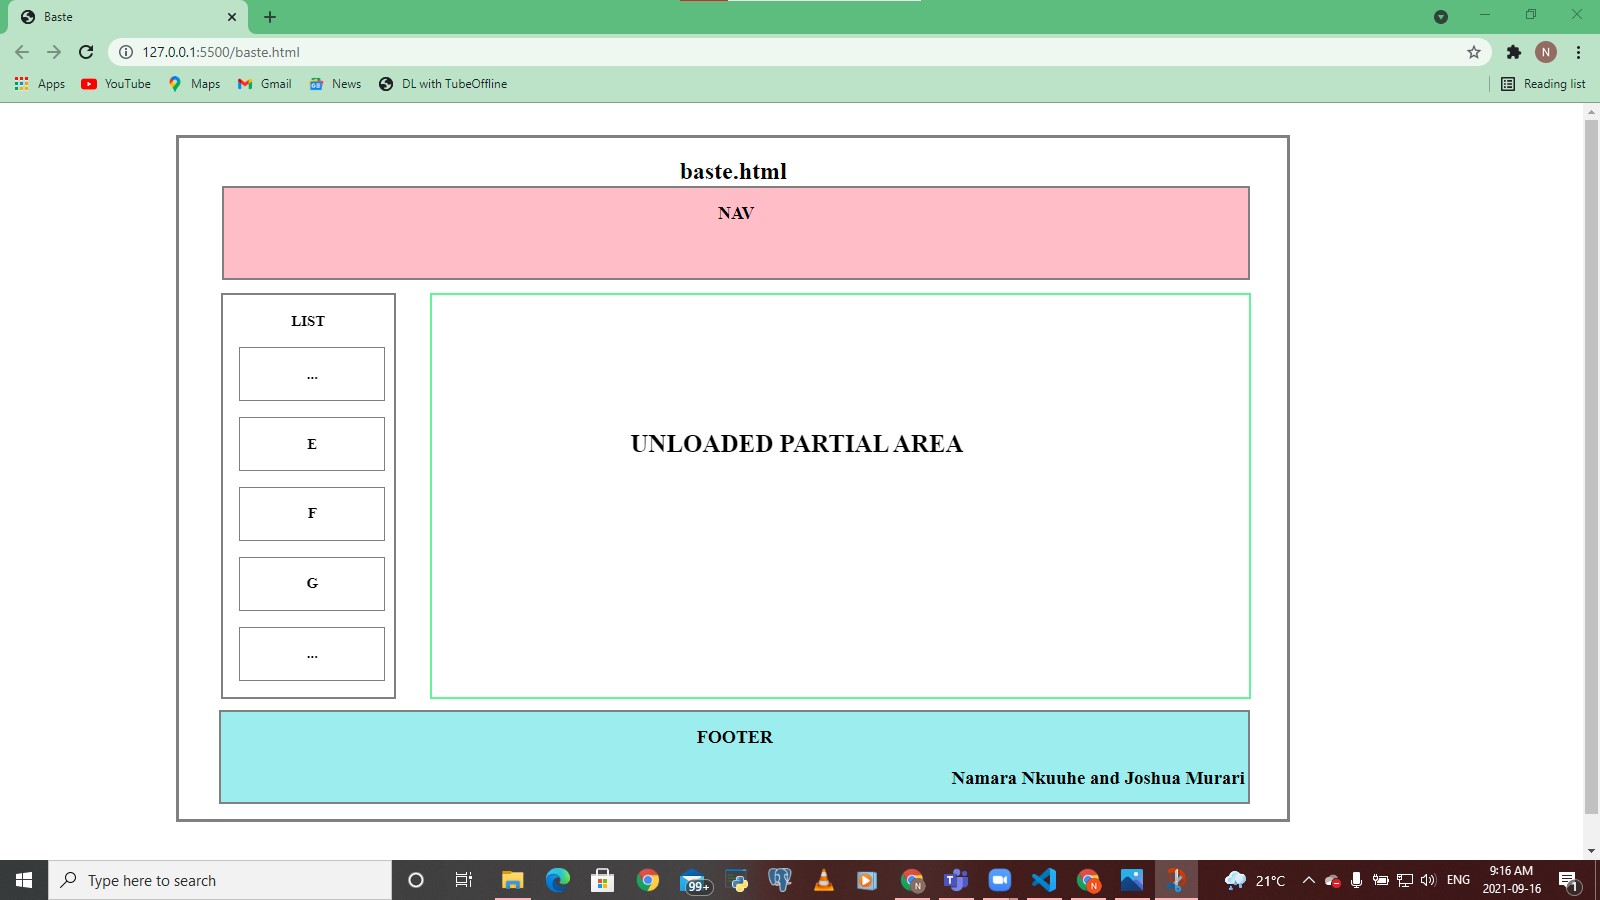 Baste
127.0.0.1:5500/baste.html
N
Apps YouTube Maps Gmail News DL with TubeOffline Reading list
baste.html
NAV
LIST
...
E
F
G
...
UNLOADED PARTIAL AREA
FOOTER
Namara Nkuuhe and Joshua Murari
Type here to search
99+
N
N
21°C
ENG
9:16 AM
2021-09-16
1